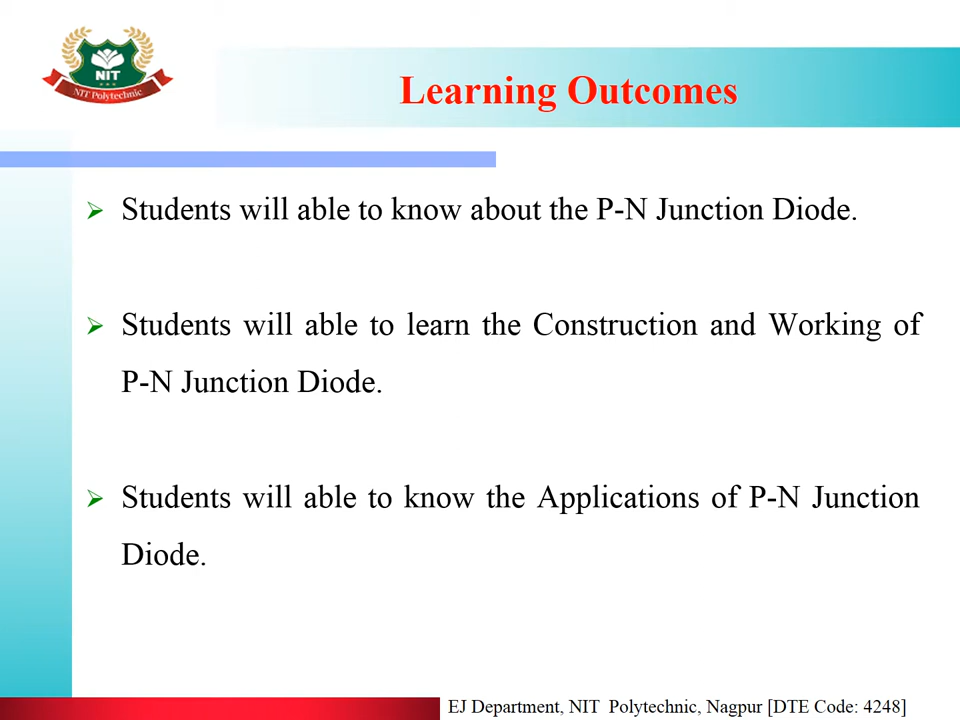 NIT
NIT Polytechnic
Learning Outcomes
Students will able to know about the P-N Junction Diode.
Students will able to learn the Construction and Working of
P-N Junction Diode.
Students will able to know the Applications of P-N Junction
Diode.
EJ Department, NIT Polytechnic, Nagpur [DTE Code: 4248]